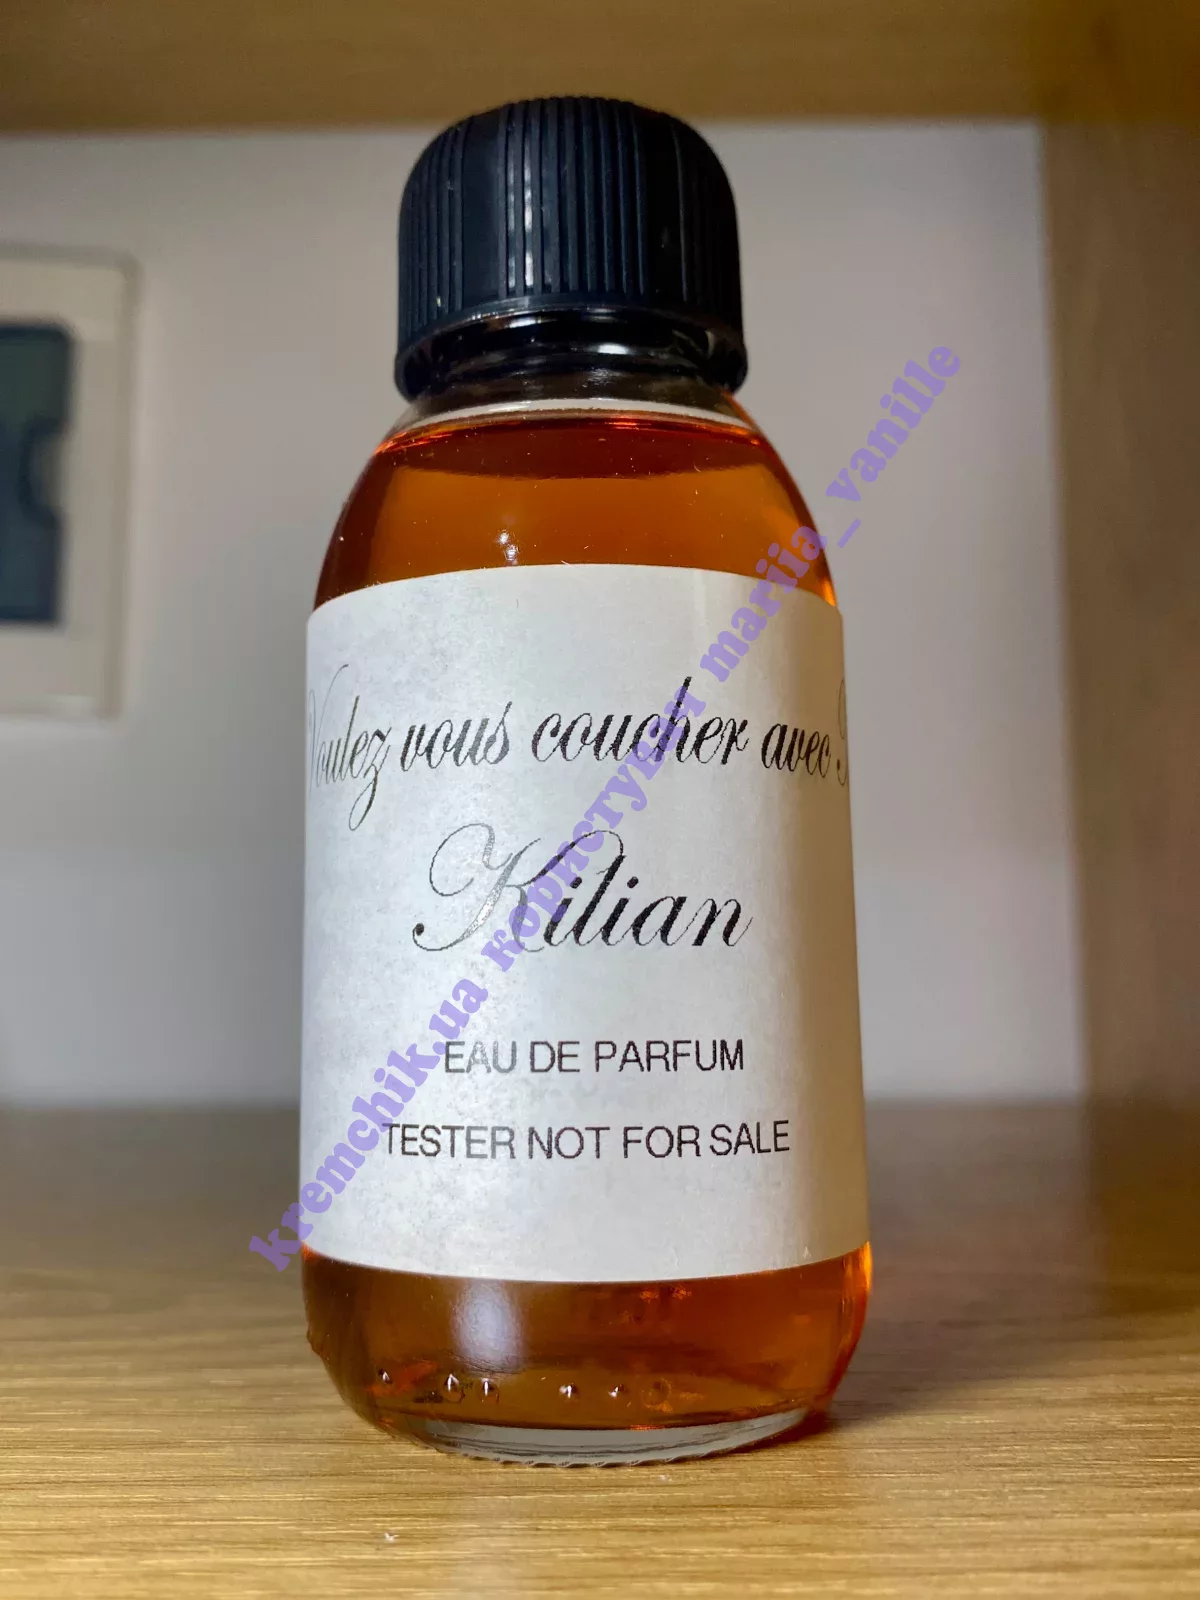 Voulez vous coucher avec
Kilian
EAU DE PARFUM
TESTER NOT FOR SALE
kremchik.ua користувач mariia_vanille